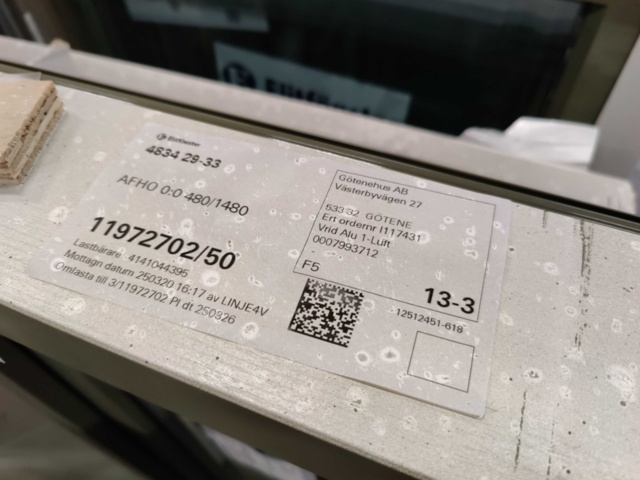 Elitfönster
4834 29-33
AFHO 0:0 480/1480
11972702/50
Lastbärare: 4141044395
Mottagn datum 250320 16:17 av LINJE4V
Omlasta till 3/11972702 Pl dt 250326
Götenehus AB
Västerbyvägen 27
533 32 GÖTENE
Ert ordernr I117431
Vrid Alu 1-Luft
0007993712
F5
13-3
12512451-618